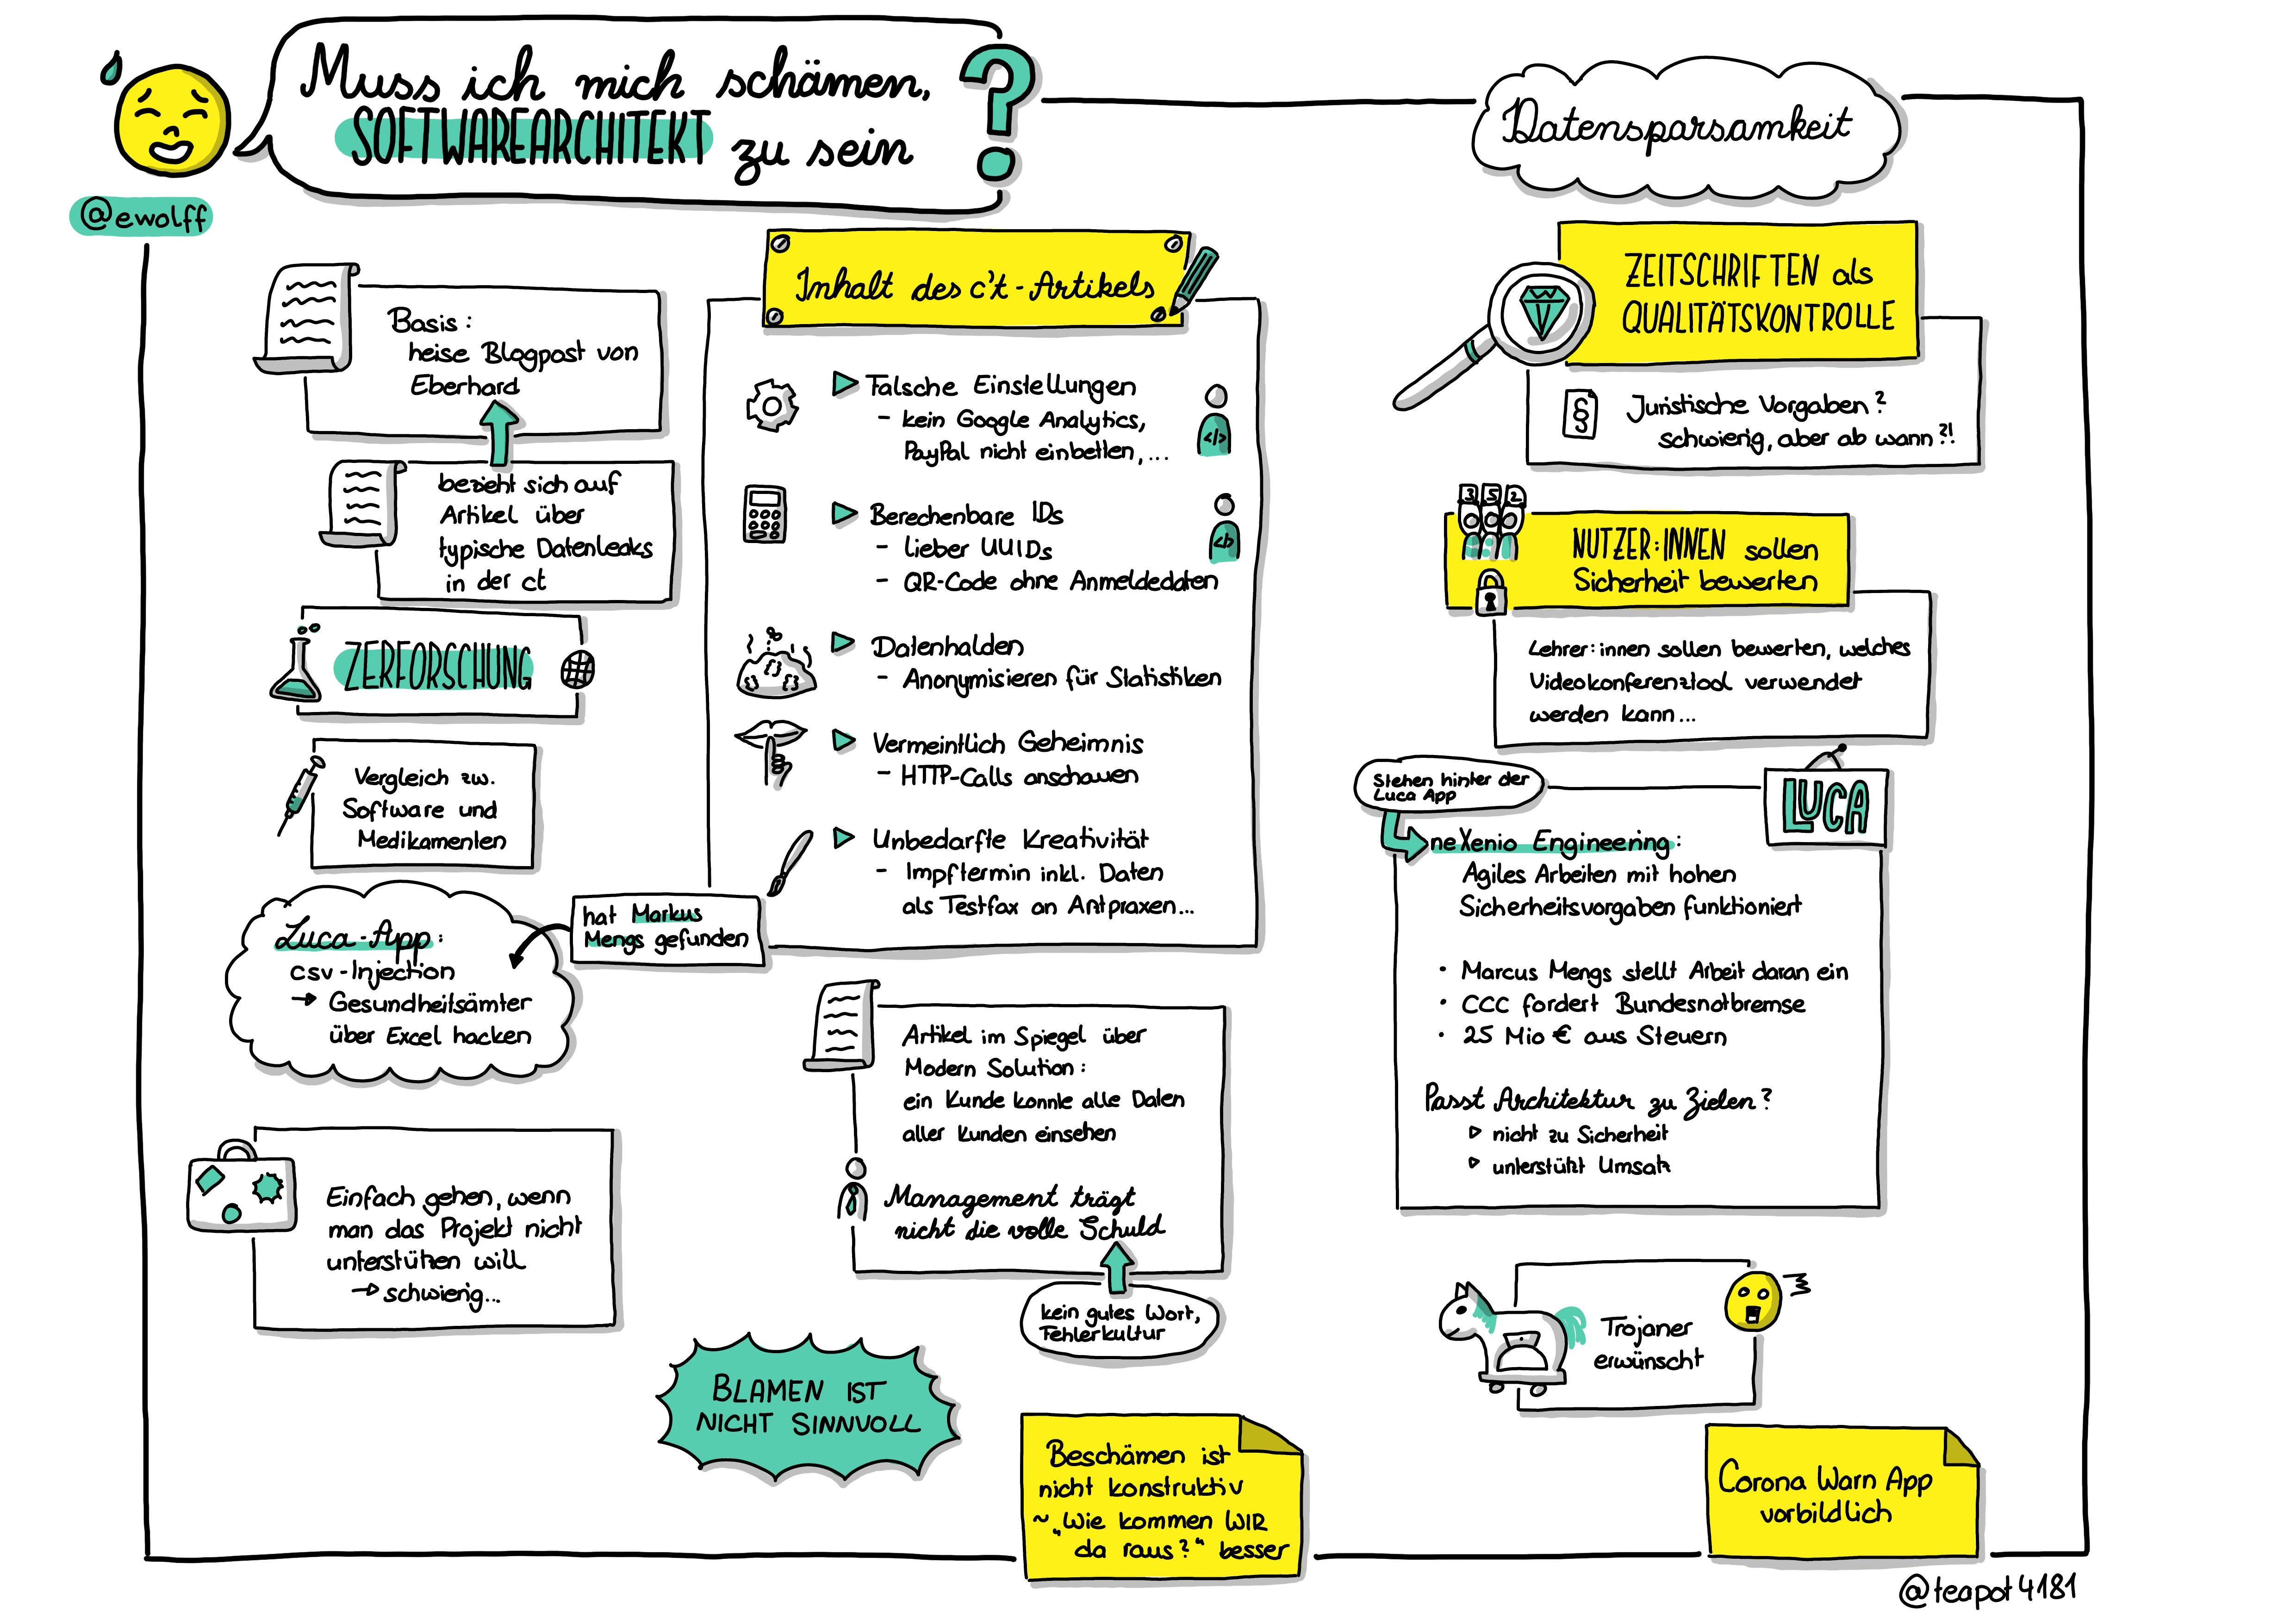 Muss ich mich schämen,
SOFTWAREARCHITEKT zu sein
?
@ewolff
Basis:
heise Blogpost von
Eberhard
bezieht sich auf
Artikel über
typische Datenleaks
in der ct
ZERFORSCHUNG
Vergleich zw.
Software und
Medikamenten
Luca-App:
csv-Injection
→ Gesundheitsämter
über Excel hacken
hat Markus
Mengs gefunden
Einfach gehen, wenn
man das Projekt nicht
unterstützen will
→ schwierig...
Inhalt des c't-Artikels
Falsche Einstellungen
- kein Google Analytics,
PayPal nicht einbetten,...
</>
Berechenbare IDs
- lieber UUIDs
- QR-Code ohne Anmeldedaten
</>
Datenhalden
- Anonymisieren für Statistiken
{} {} {}
Vermeintlich Geheimnis
- HTTP-Calls anschauen
Unbedarfte Kreativität
- Impftermin inkl. Daten
als Testfax an Arztpraxen...
Artikel im Spiegel über
Modern Solution:
ein Kunde konnte alle Daten
aller Kunden einsehen
Management trägt
nicht die volle Schuld
kein gutes Wort,
Fehlerkultur
BLAMEN IST
NICHT SINNVOLL
Beschämen ist
nicht konstruktiv
~ „Wie kommen WIR
da raus?“ besser
Datensparsamkeit
ZEITSCHRIFTEN als
QUALITÄTSKONTROLLE
§ Juristische Vorgaben?
schwierig, aber ab wann?!
3 5 2
NUTZER:INNEN sollen
Sicherheit bewerten
Lehrer:innen sollen bewerten, welches
Videokonferenztool verwendet
werden kann...
Stehen hinter der
Luca App
LUCA
neXenio Engineering:
Agiles Arbeiten mit hohen
Sicherheitsvorgaben funktioniert
• Marcus Mengs stellt Arbeit daran ein
• CCC fordert Bundesnotbremse
• 25 Mio € aus Steuern
Passt Architektur zu Zielen?
▷ nicht zu Sicherheit
▷ unterstützt Umsatz
Trojaner
erwünscht
Corona Warn App
vorbildlich
@teapot4181